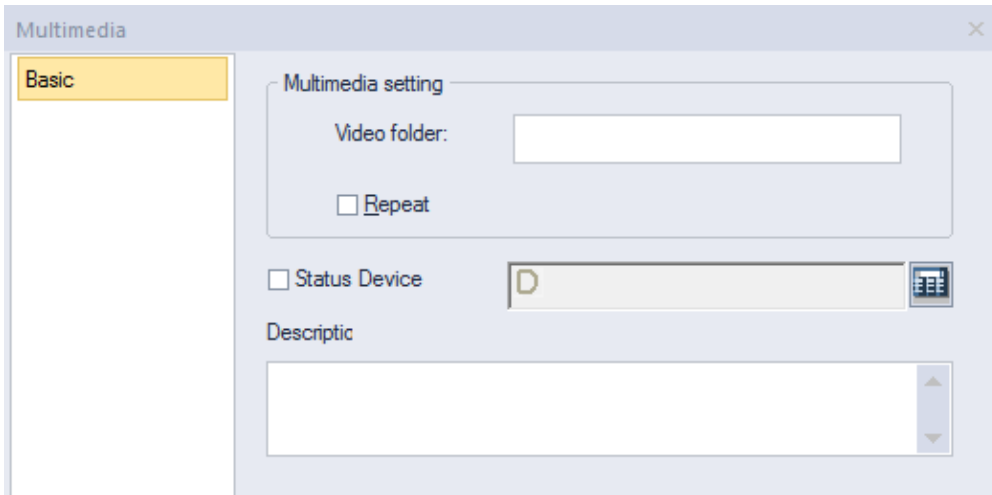 Multimedia
Basic
Multimedia setting
Video folder:
Repeat
Status Device
D
Descriptic